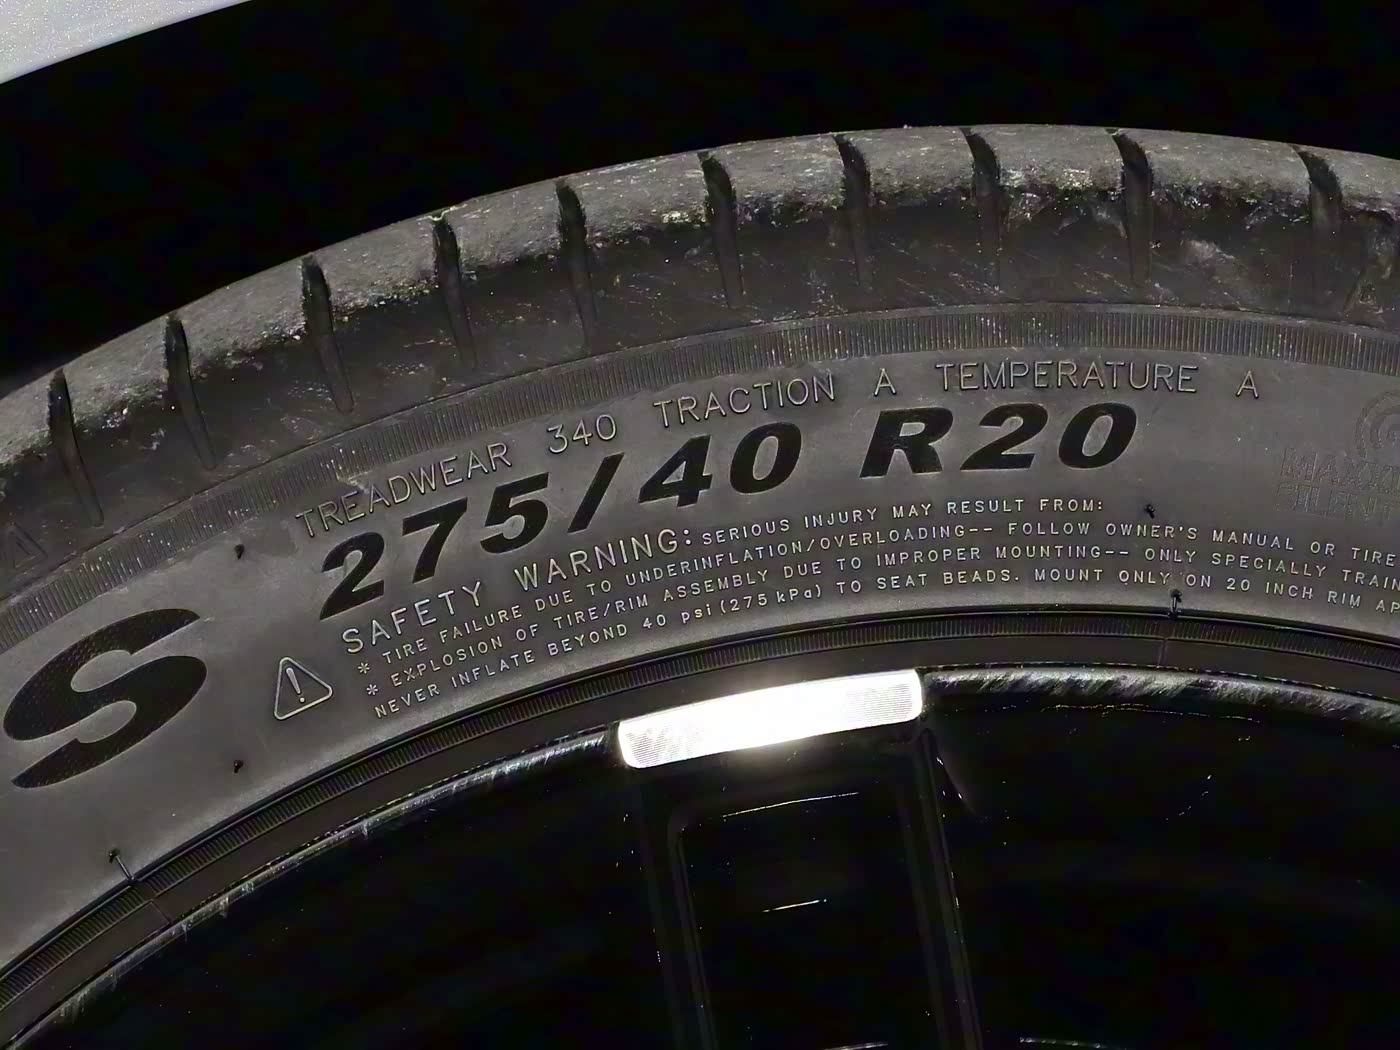 TREADWEAR 340 TRACTION A TEMPERATURE A
275/40 R20
SAFETY WARNING: SERIOUS INJURY MAY RESULT FROM:
* TIRE FAILURE DUE TO UNDERINFLATION/OVERLOADING-- FOLLOW OWNER'S MANUAL OR TIRE
* EXPLOSION OF TIRE/RIM ASSEMBLY DUE TO IMPROPER MOUNTING-- ONLY SPECIALLY TRAIN
NEVER INFLATE BEYOND 40 psi (275 kPa) TO SEAT BEADS. MOUNT ONLY ON 20 INCH RIM
S